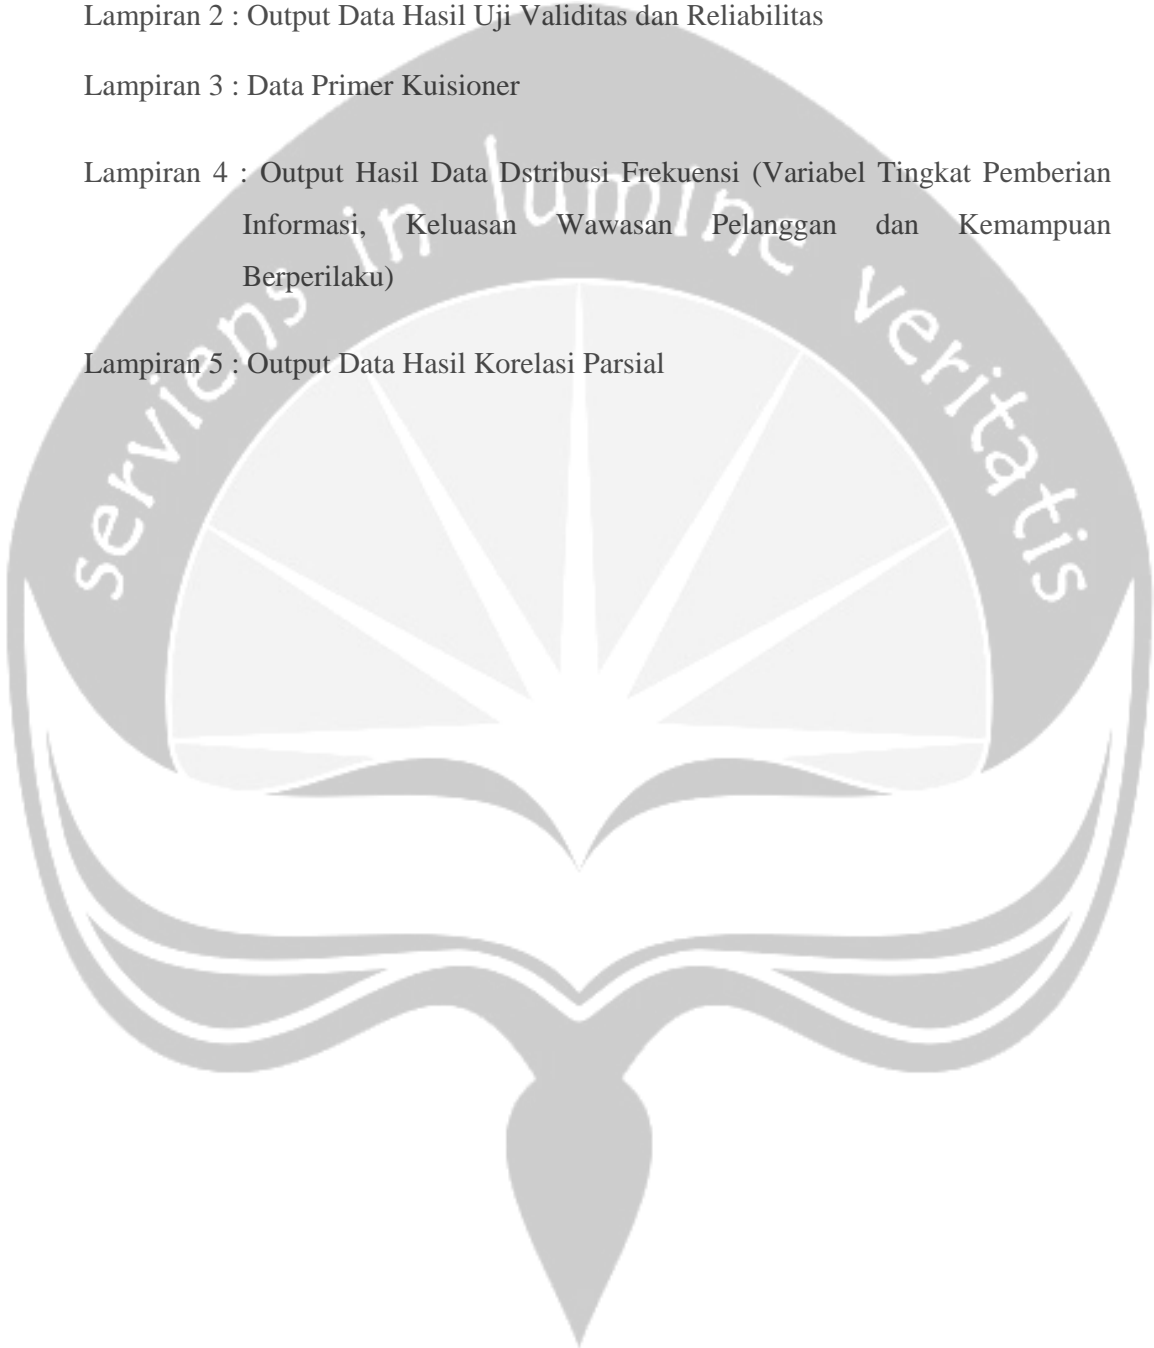 Lampiran 2 : Output Data Hasil Uji Validitas dan Reliabilitas
Lampiran 3 : Data Primer Kuisioner
Lampiran 4 : Output Hasil Data Dstribusi Frekuensi (Variabel Tingkat Pemberian
Informasi, Keluasan Wawasan Pelanggan dan Kemampuan
Berperilaku)
Lampiran 5 : Output Data Hasil Korelasi Parsial
serviens in lumine veritatis